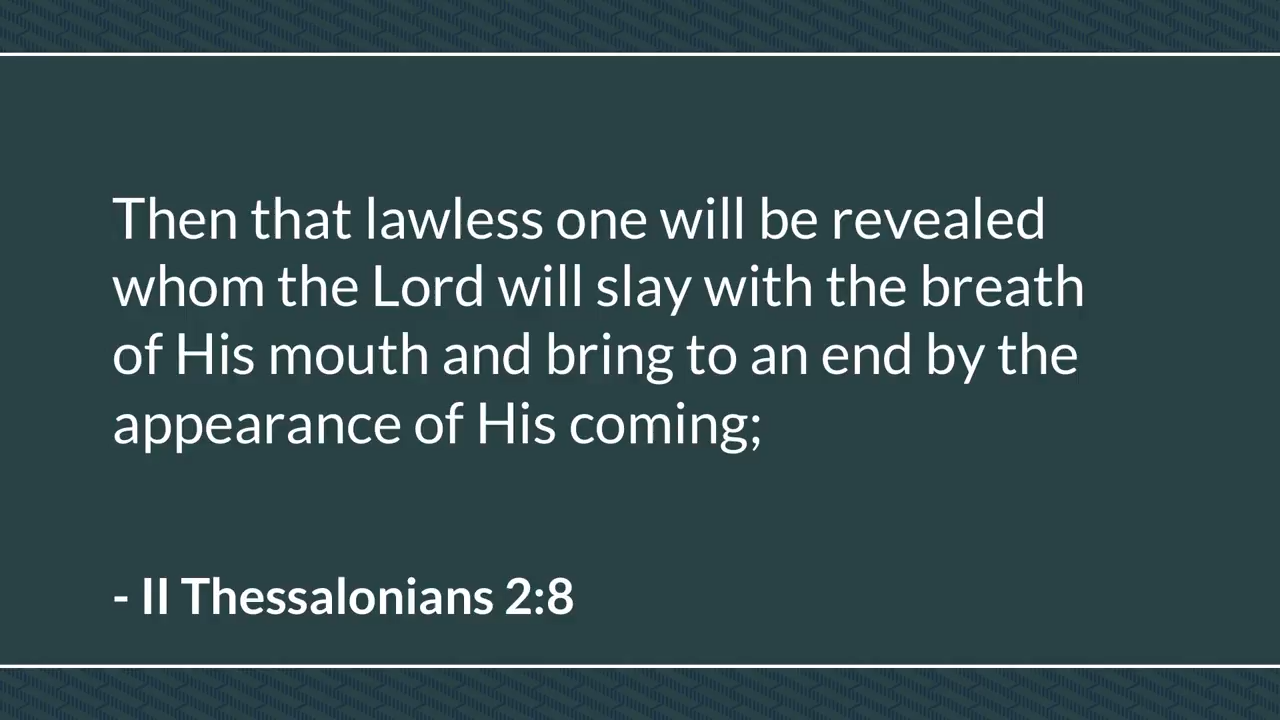 Then that lawless one will be revealed
whom the Lord will slay with the breath
of His mouth and bring to an end by the
appearance of His coming;
- II Thessalonians 2:8